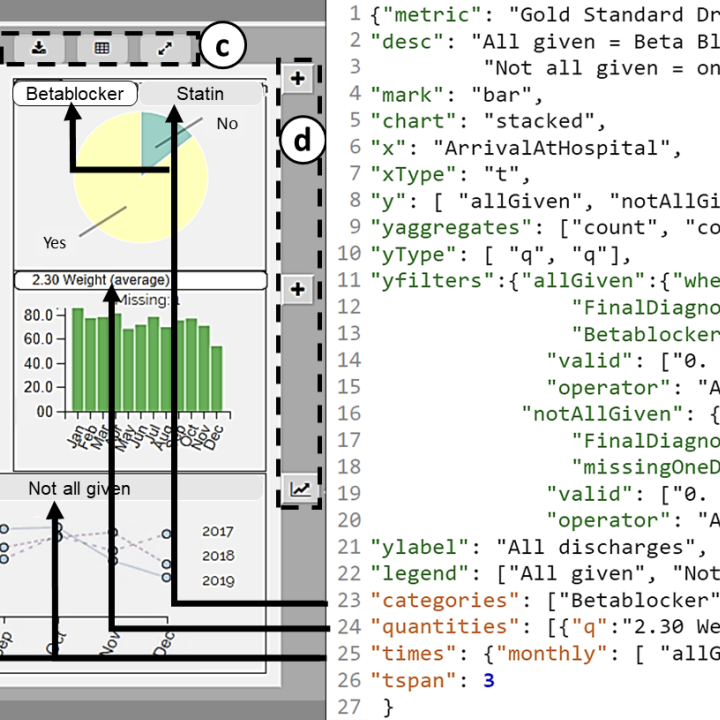 c
Betablocker
Statin
No
Yes
d
2.30 Weight (average)
Missing:
80.0
60.0
40.0
20.0
00
Jan
Feb
Mar
Apr
May
Jun
Jul
Aug
Sep
Oct
Nov
Dec
Not all given
2017
2018
2019
Oct
Nov
Dec
1 {"metric": "Gold Standard Dr
2 "desc": "All given = Beta Bl
3 "Not all given = on
4 "mark": "bar",
5 "chart": "stacked",
6 "x": "ArrivalAtHospital",
7 "xType": "t",
8 "y": [ "allGiven", "notAllGi
9 "yaggregates": ["count", "co
10 "yType": [ "q", "q"],
11 "yfilters":{"allGiven":{"whe
12 "FinalDiagno
13 "Betablocker
14 "valid": ["0.
15 "operator": "A
16 "notAllGiven": {
17 "FinalDiagno
18 "missingOneD
19 "valid": ["0.
20 "operator": "A
21 "ylabel": "All discharges",
22 "legend": ["All given", "Not
23 "categories": ["Betablocker"
24 "quantities": [{"q":"2.30 We
25 "times": {"monthly": [ "allG
26 "tspan": 3
27 }